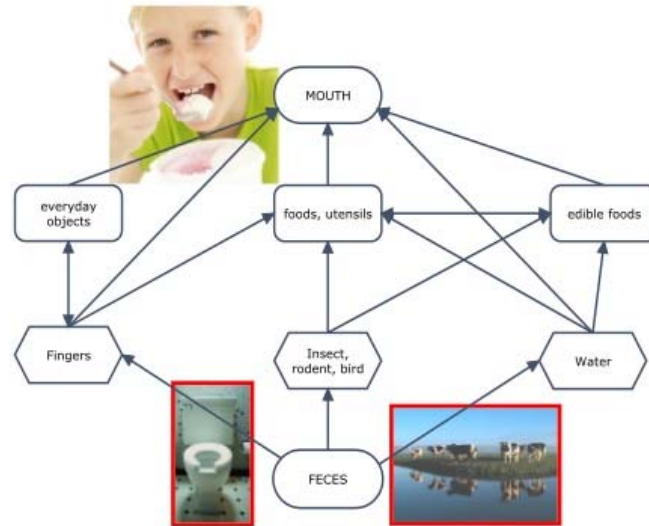 MOUTH
everyday
objects
foods, utensils
edible foods
Fingers
Insect,
rodent, bird
Water
FECES